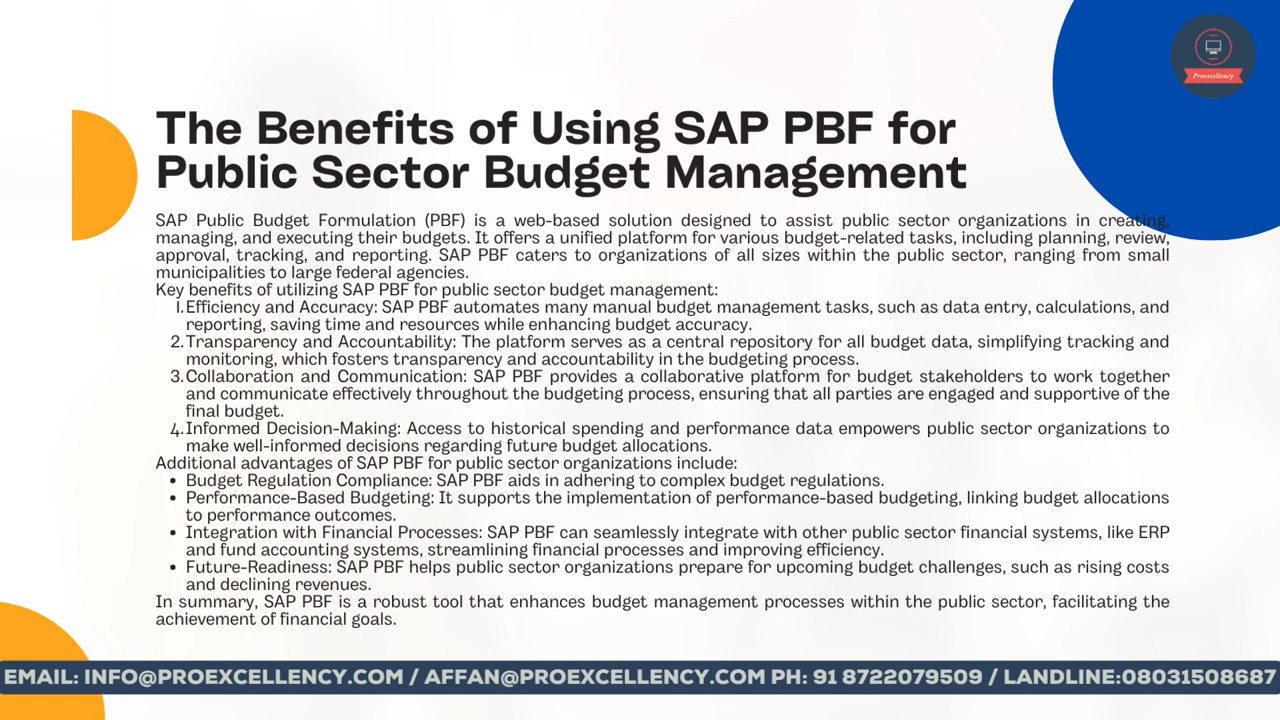 Proexcellency
The Benefits of Using SAP PBF for
Public Sector Budget Management
SAP Public Budget Formulation (PBF) is a web-based solution designed to assist public sector organizations in creating,
managing, and executing their budgets. It offers a unified platform for various budget-related tasks, including planning, review,
approval, tracking, and reporting. SAP PBF caters to organizations of all sizes within the public sector, ranging from small
municipalities to large federal agencies.
Key benefits of utilizing SAP PBF for public sector budget management:
1. Efficiency and Accuracy: SAP PBF automates many manual budget management tasks, such as data entry, calculations, and
reporting, saving time and resources while enhancing budget accuracy.
2. Transparency and Accountability: The platform serves as a central repository for all budget data, simplifying tracking and
monitoring, which fosters transparency and accountability in the budgeting process.
3. Collaboration and Communication: SAP PBF provides a collaborative platform for budget stakeholders to work together
and communicate effectively throughout the budgeting process, ensuring that all parties are engaged and supportive of the
final budget.
4. Informed Decision-Making: Access to historical spending and performance data empowers public sector organizations to
make well-informed decisions regarding future budget allocations.
Additional advantages of SAP PBF for public sector organizations include:
• Budget Regulation Compliance: SAP PBF aids in adhering to complex budget regulations.
• Performance-Based Budgeting: It supports the implementation of performance-based budgeting, linking budget allocations
to performance outcomes.
• Integration with Financial Processes: SAP PBF can seamlessly integrate with other public sector financial systems, like ERP
and fund accounting systems, streamlining financial processes and improving efficiency.
• Future-Readiness: SAP PBF helps public sector organizations prepare for upcoming budget challenges, such as rising costs
and declining revenues.
In summary, SAP PBF is a robust tool that enhances budget management processes within the public sector, facilitating the
achievement of financial goals.
EMAIL: INFO@PROEXCELLENCY.COM / AFFAN@PROEXCELLENCY.COM PH: 91 8722079509 / LANDLINE:08031508687